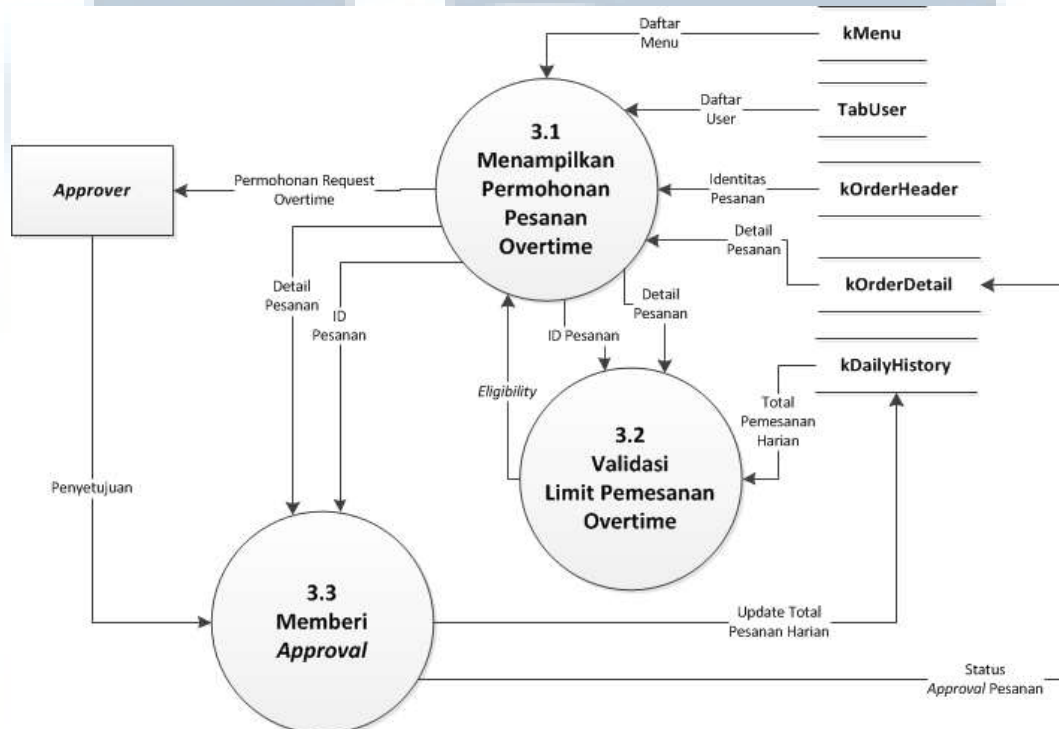 Daftar
Menu
kMenu
Daftar
User
TabUser
3.1
Menampilkan
Permohonan
Pesanan
Overtime
Approver
Permohonan Request
Overtime
Identitas
Pesanan
kOrderHeader
Detail
Pesanan
kOrderDetail
Detail
Pesanan
ID
Pesanan
ID Pesanan
Detail
Pesanan
kDailyHistory
Eligibility
Total
Pemesanan
Harian
3.2
Validasi
Limit Pemesanan
Overtime
Penyetujuan
3.3
Memberi
Approval
Update Total
Pesanan Harian
Status
Approval Pesanan